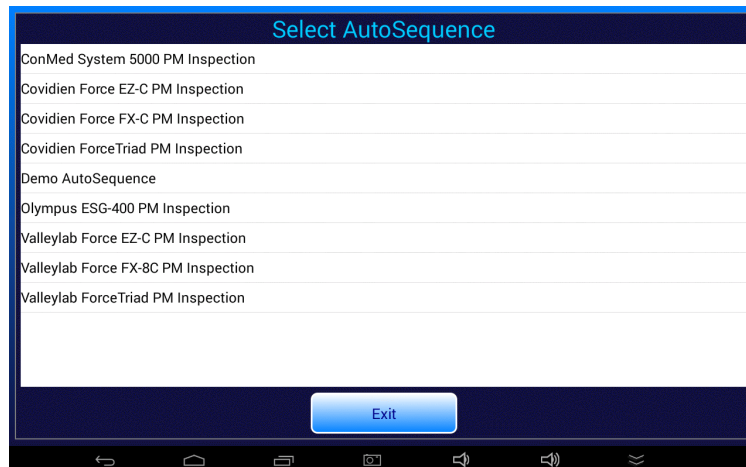 Select AutoSequence
ConMed System 5000 PM Inspection
Covidien Force EZ-C PM Inspection
Covidien Force FX-C PM Inspection
Covidien ForceTriad PM Inspection
Demo AutoSequence
Olympus ESG-400 PM Inspection
Valleylab Force EZ-C PM Inspection
Valleylab Force FX-8C PM Inspection
Valleylab ForceTriad PM Inspection
Exit